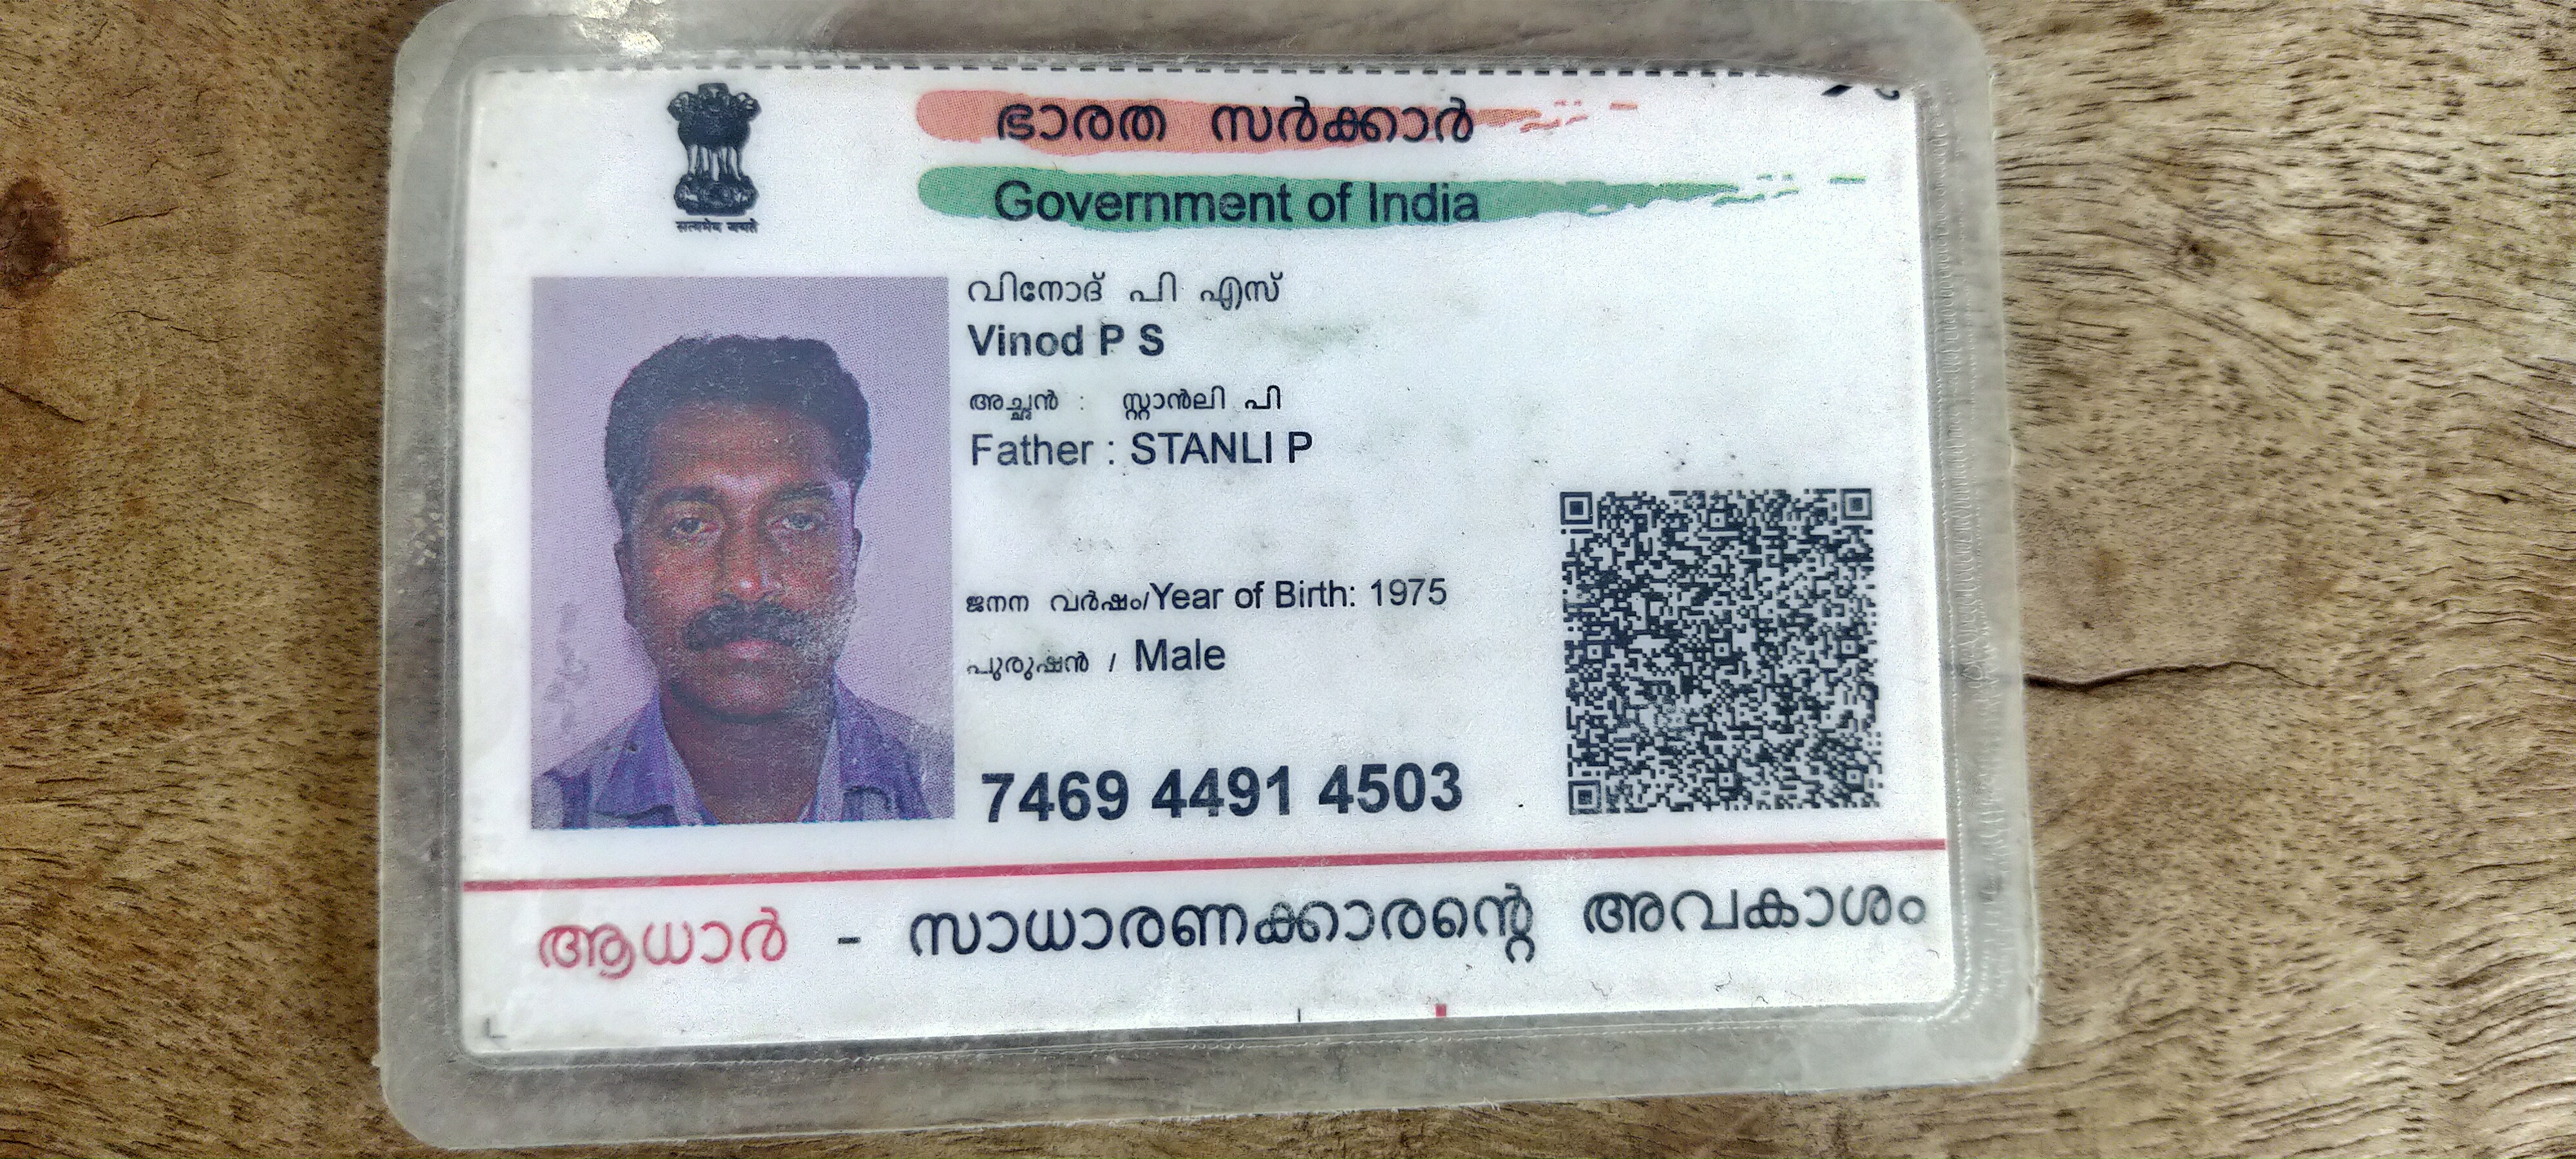 सत्यमेव जयते
ഭാരത സർക്കാർ
Government of India
വിനോദ് പി എസ്
Vinod P S
അച്ഛൻ : സ്റ്റാൻലി പി
Father : STANLI P
ജനന വർഷം/Year of Birth: 1975
പുരുഷൻ / Male
7469 4491 4503
ആധാർ - സാധാരണക്കാരന്റെ അവകാശം